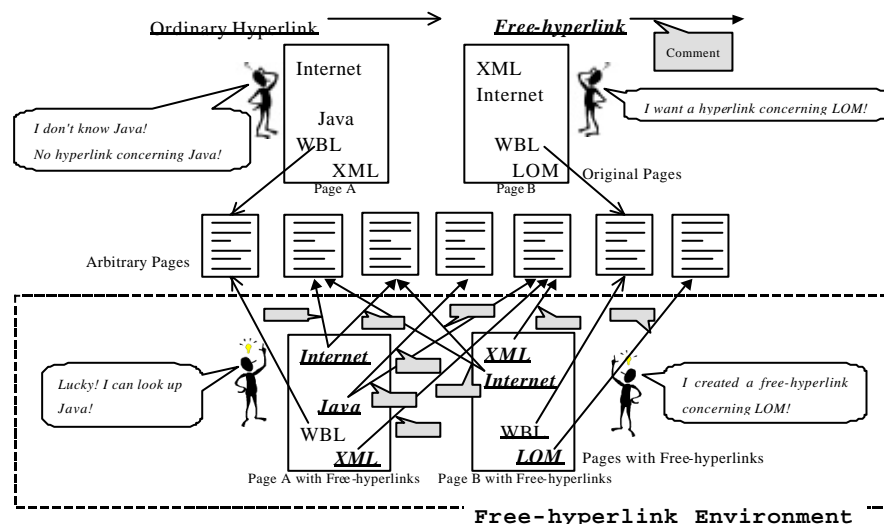 Ordinary Hyperlink
Free-hyperlink
Comment
Internet
Java
WBL
XML
Page A
XML
Internet
WBL
LOM
Page B
I don't know Java!
No hyperlink concerning Java!
I want a hyperlink concerning LOM!
Original Pages
Arbitrary Pages
Internet
Java
WBL
XML
Page A with Free-hyperlinks
XML
Internet
WBL
LOM
Page B with Free-hyperlinks
Lucky! I can look up
Java!
I created a free-hyperlink
concerning LOM!
Pages with Free-hyperlinks
Free-hyperlink Environment